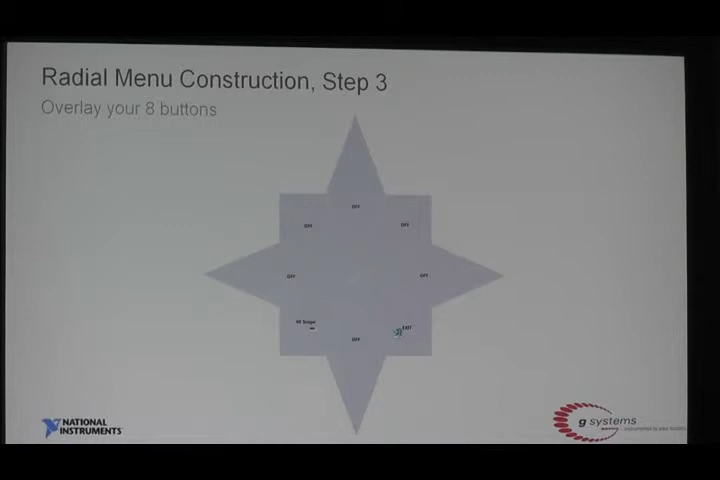 Radial Menu Construction, Step 3
Overlay your 8 buttons
OFF
OFF
OFF
OFF
OFF
EXIT
OFF
NATIONAL
INSTRUMENTS
g systems